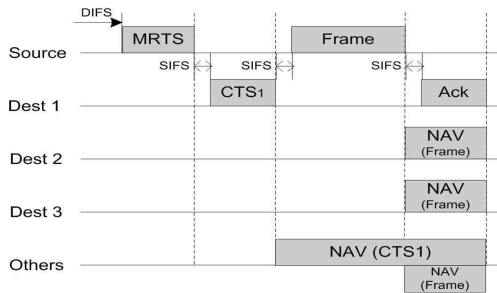 DIFS
MRTS
Frame
Source
SIFS
SIFS
SIFS
CTS1
Ack
Dest 1
NAV
(Frame)
Dest 2
NAV
(Frame)
Dest 3
NAV (CTS1)
Others
NAV
(Frame)